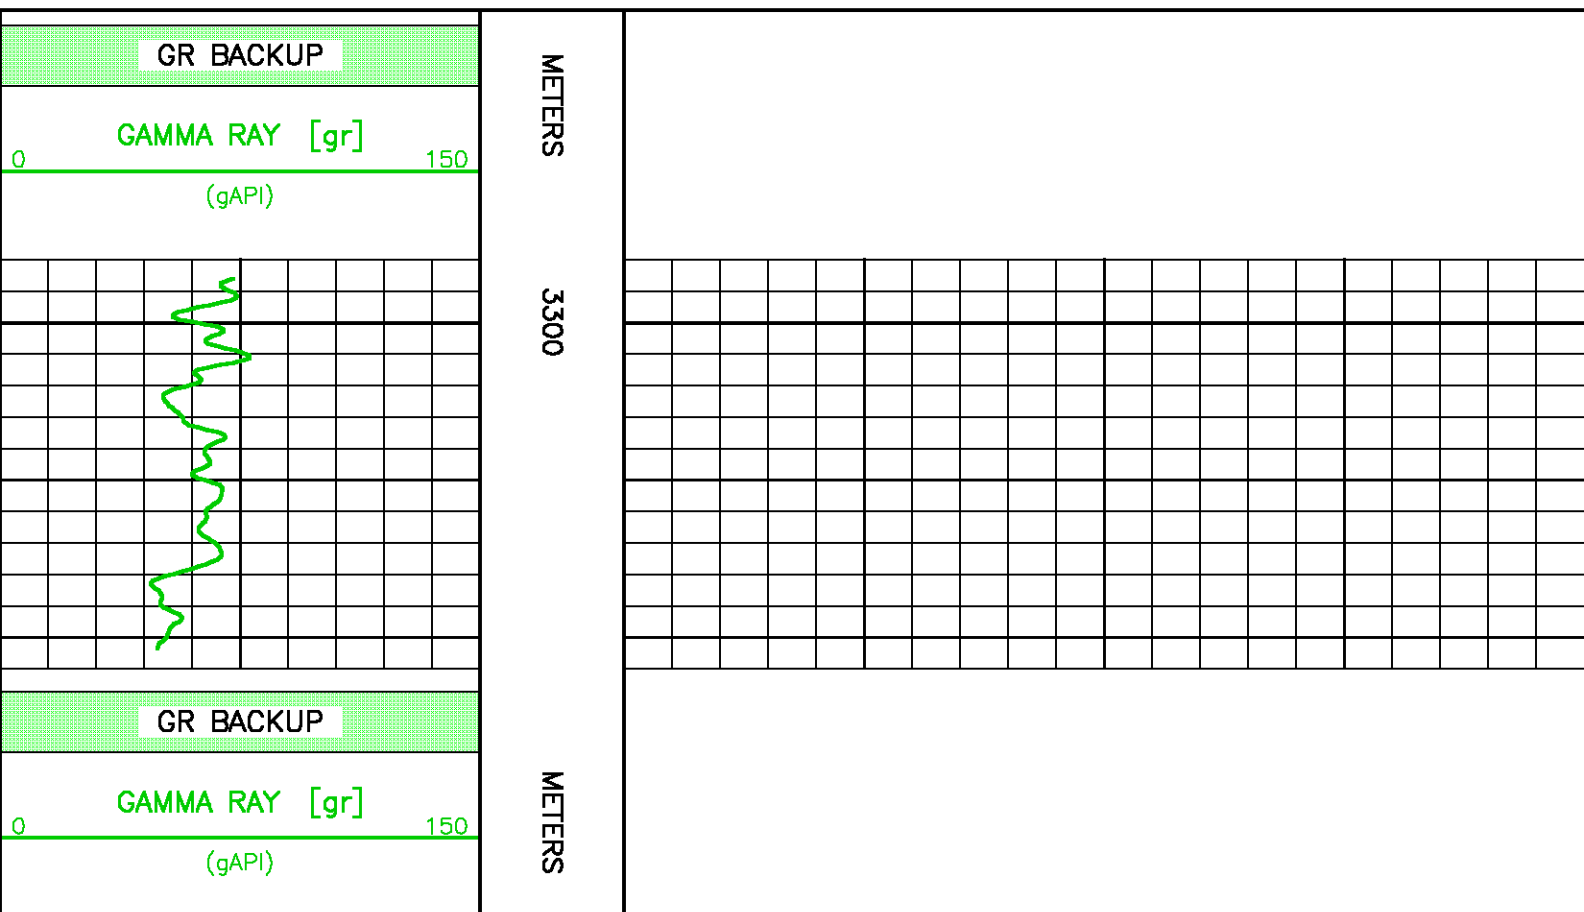 GR BACKUP
GAMMA RAY [gr]
0 150
(gAPI)
METERS
3300
GR BACKUP
GAMMA RAY [gr]
0 150
(gAPI)
METERS